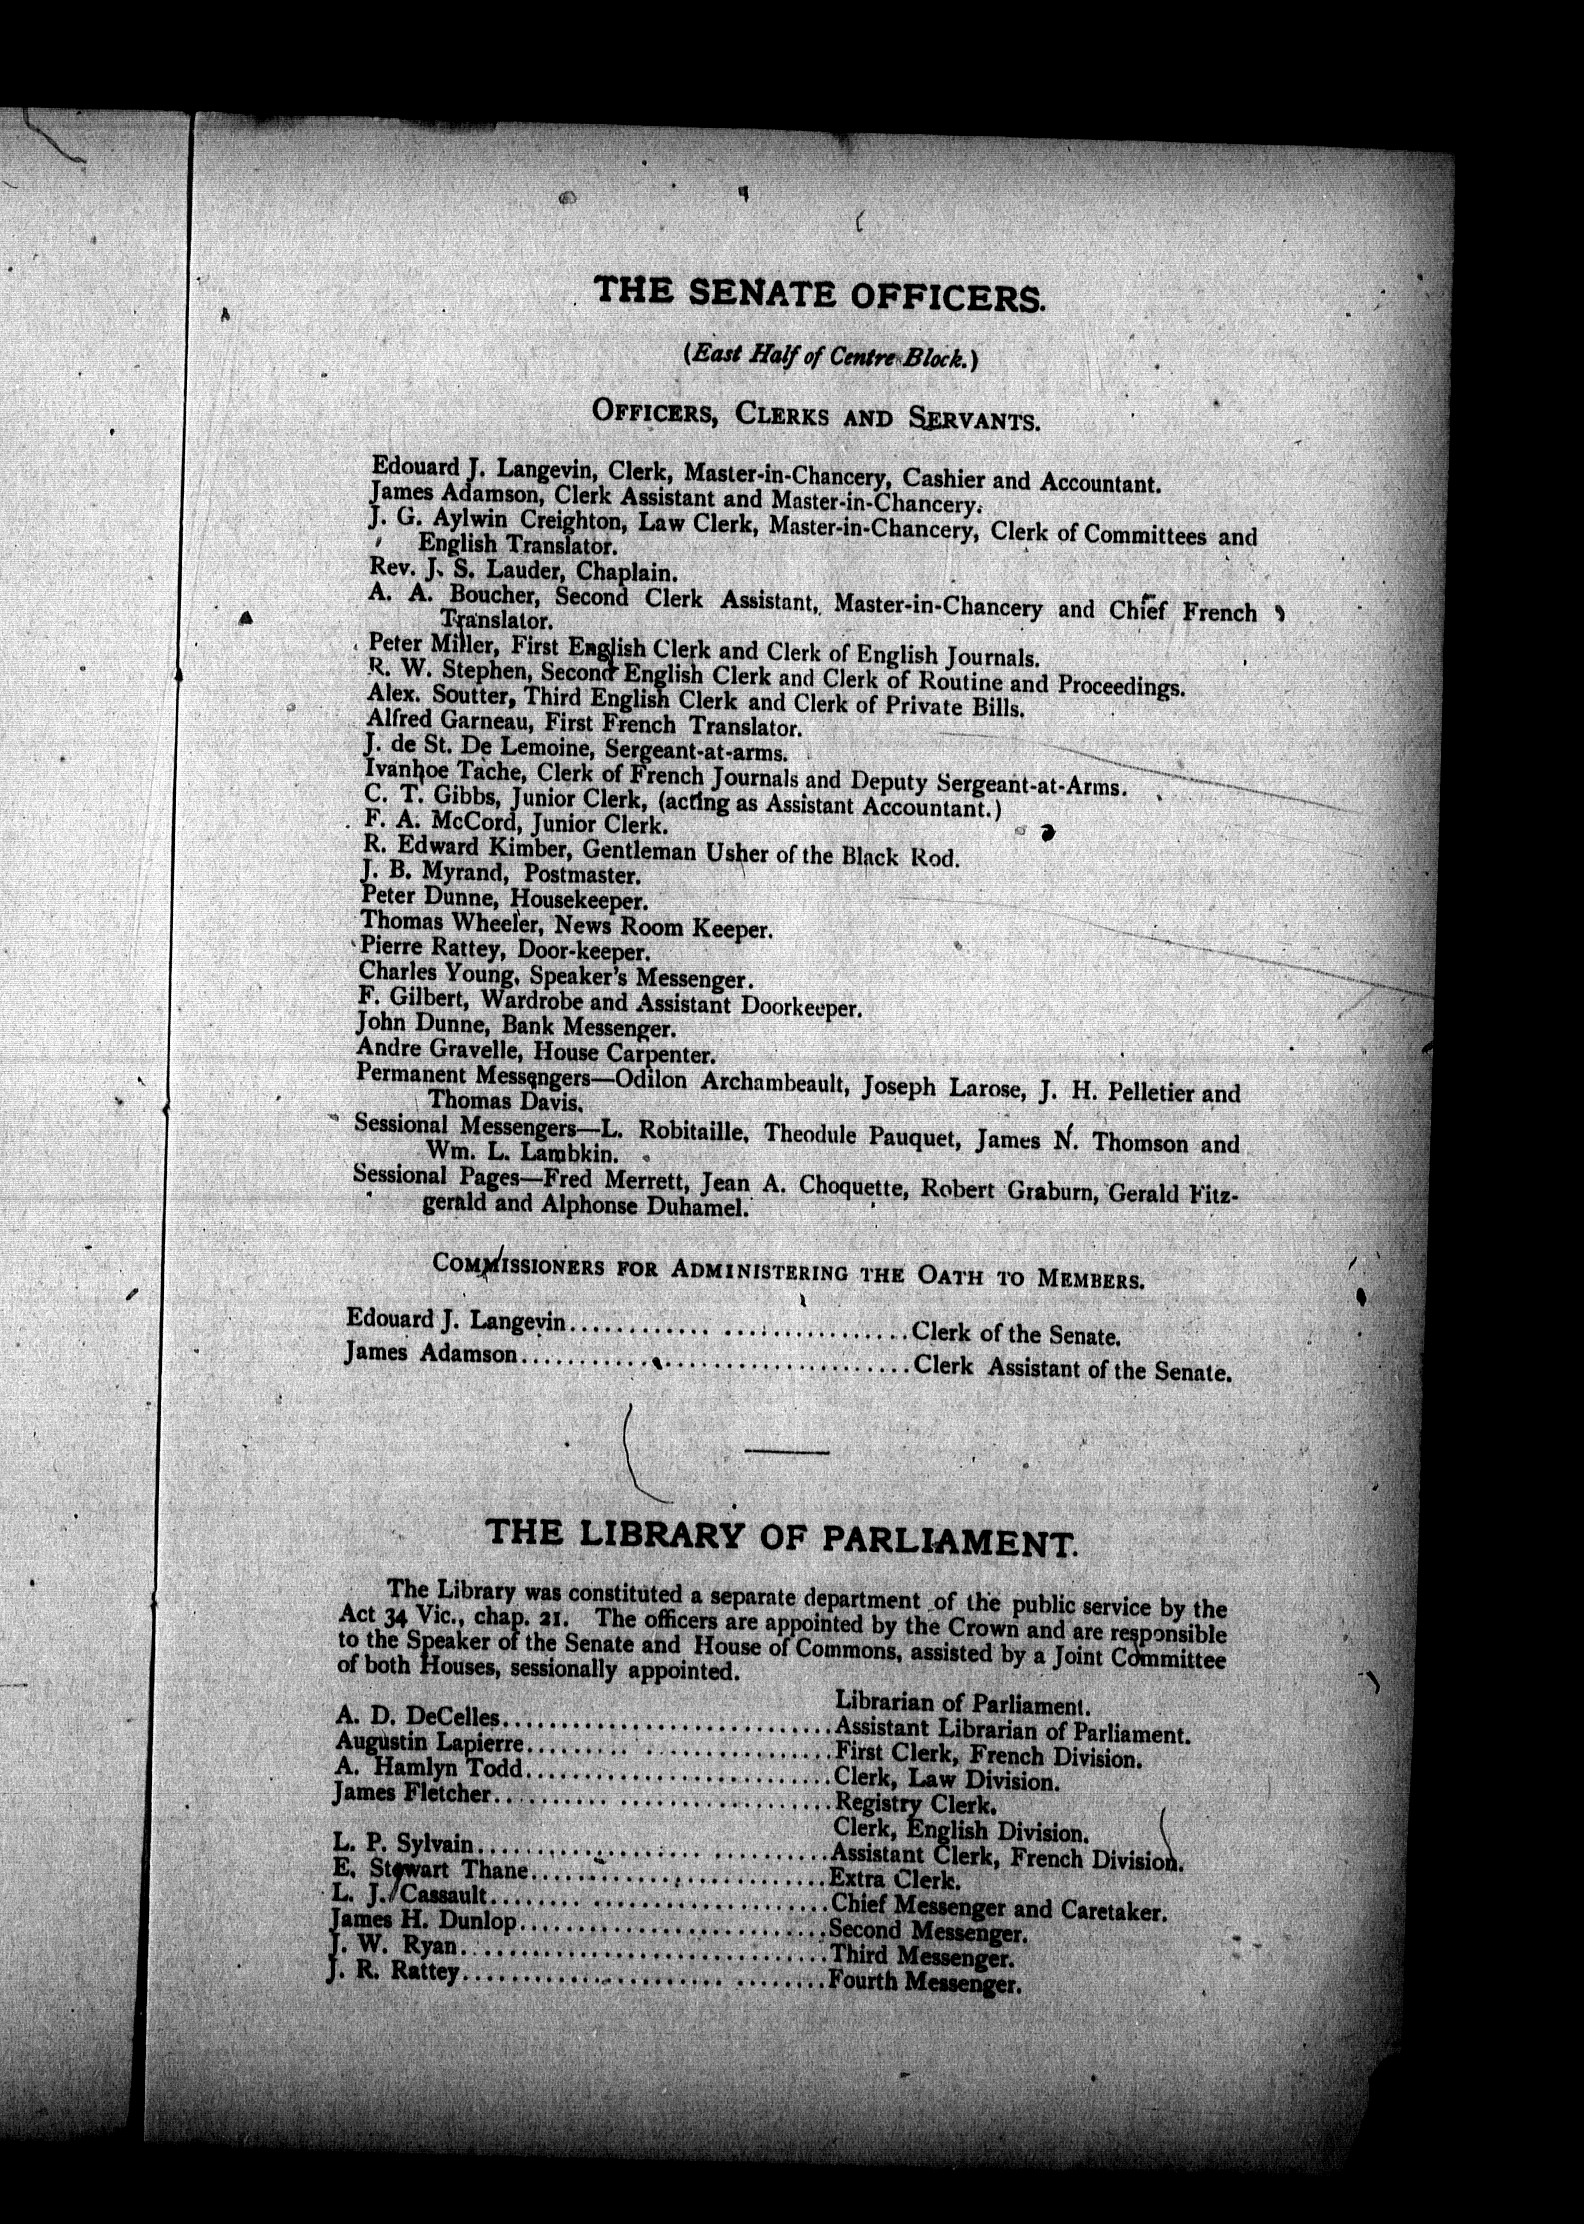 THE SENATE OFFICERS.
(East Half of Centre Block.)
OFFICERS, CLERKS AND SERVANTS.
Edouard J. Langevin, Clerk, Master-in-Chancery, Cashier and Accountant.
James Adamson, Clerk Assistant and Master-in-Chancery.
J. G. Aylwin Creighton, Law Clerk, Master-in-Chancery, Clerk of Committees and
English Translator.
Rev. J. S. Lauder, Chaplain.
A. A. Boucher, Second Clerk Assistant, Master-in-Chancery and Chief French
Translator.
Peter Miller, First English Clerk and Clerk of English Journals.
R. W. Stephen, Second English Clerk and Clerk of Routine and Proceedings.
Alex. Soutter, Third English Clerk and Clerk of Private Bills.
Alfred Garneau, First French Translator.
J. de St. De Lemoine, Sergeant-at-arms.
Ivanhoe Tache, Clerk of French Journals and Deputy Sergeant-at-Arms.
C. T. Gibbs, Junior Clerk, (acting as Assistant Accountant.)
F. A. McCord, Junior Clerk.
R. Edward Kimber, Gentleman Usher of the Black Rod.
J. B. Myrand, Postmaster.
Peter Dunne, Housekeeper.
Thomas Wheeler, News Room Keeper.
Pierre Rattey, Door-keeper.
Charles Young, Speaker's Messenger.
F. Gilbert, Wardrobe and Assistant Doorkeeper.
John Dunne, Bank Messenger.
Andre Gravelle, House Carpenter.
Permanent Messengers—Odilon Archambeault, Joseph Larose, J. H. Pelletier and
Thomas Davis.
Sessional Messengers—L. Robitaille, Theodule Pauquet, James N. Thomson and
Wm. L. Lambkin.
Sessional Pages—Fred Merrett, Jean A. Choquette, Robert Graburn, Gerald Fitz-
gerald and Alphonse Duhamel.
COMMISSIONERS FOR ADMINISTERING THE OATH TO MEMBERS.
Edouard J. Langevin............................Clerk of the Senate.
James Adamson.................................Clerk Assistant of the Senate.
THE LIBRARY OF PARLIAMENT.
The Library was constituted a separate department of the public service by the
Act 34 Vic., chap. 21. The officers are appointed by the Crown and are responsible
to the Speaker of the Senate and House of Commons, assisted by a Joint Committee
of both Houses, sessionally appointed.
Librarian of Parliament.
A. D. DeCelles............................Assistant Librarian of Parliament.
Augustin Lapierre..........................First Clerk, French Division.
A. Hamlyn Todd..........................Clerk, Law Division.
James Fletcher............................Registry Clerk.
Clerk, English Division.
L. P. Sylvain..............................Assistant Clerk, French Division.
E. Stewart Thane.........................Extra Clerk.
L. J. Cassault.............................Chief Messenger and Caretaker.
James H. Dunlop..........................Second Messenger.
J. W. Ryan...............................Third Messenger.
J. R. Rattey..............................Fourth Messenger.